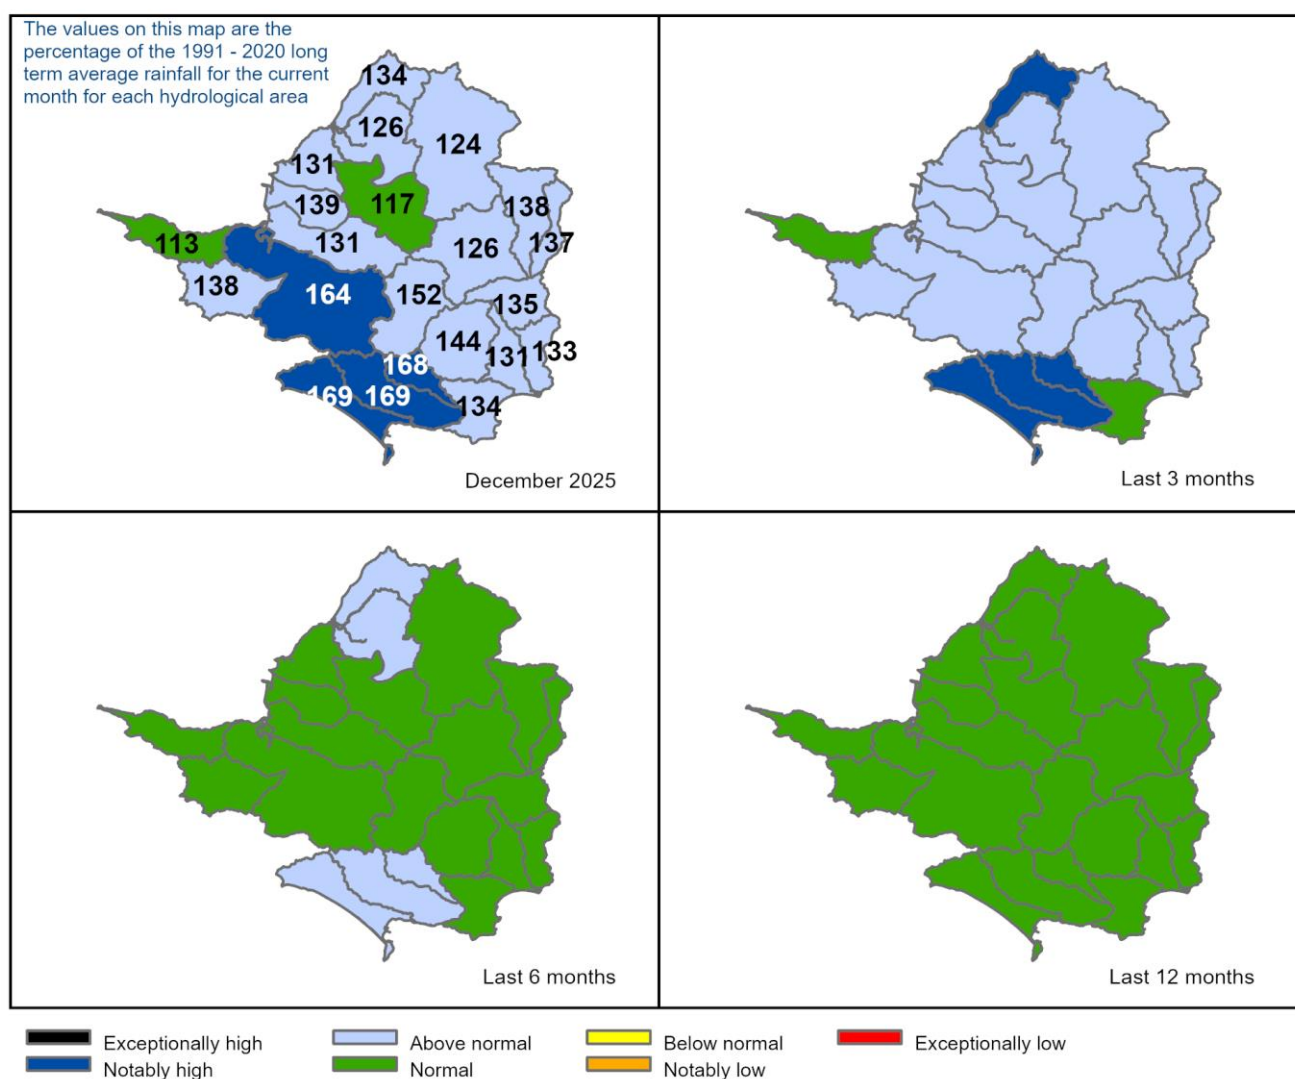 The values on this map are the
percentage of the 1991 - 2020 long
term average rainfall for the current
month for each hydrological area
134
126
124
131
139
117
138
113
131
126
137
138
164
152
135
144
131
133
168
169
169
134
December 2025
Last 3 months
Last 6 months
Last 12 months
Exceptionally high
Above normal
Below normal
Exceptionally low
Notably high
Normal
Notably low